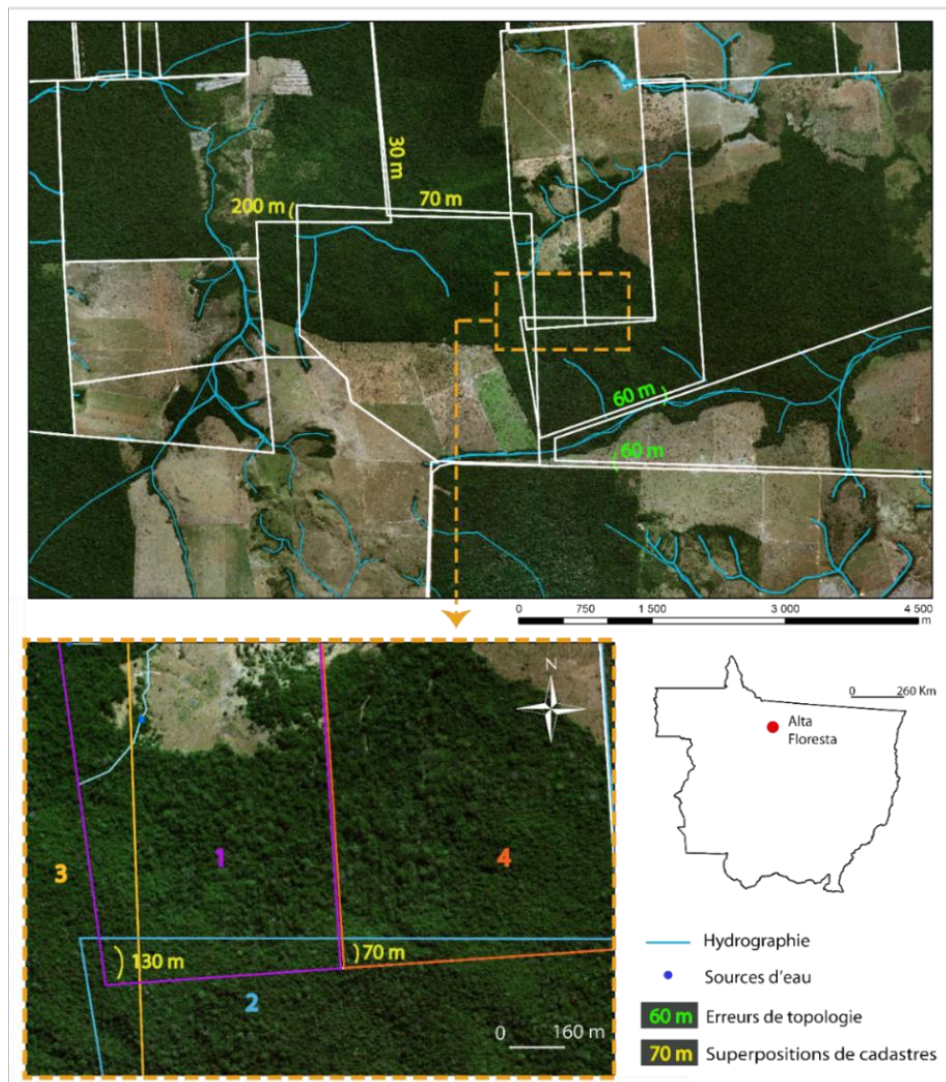 30 m
200 m
70 m
60 m
60 m
0 750 1 500 3 000 4 500
m
N
0 260 Km
Alta
Floresta
1
4
3
130 m
70 m
2
0 160 m
Hydrographie
Sources d'eau
60 m Erreurs de topologie
70 m Superpositions de cadastres